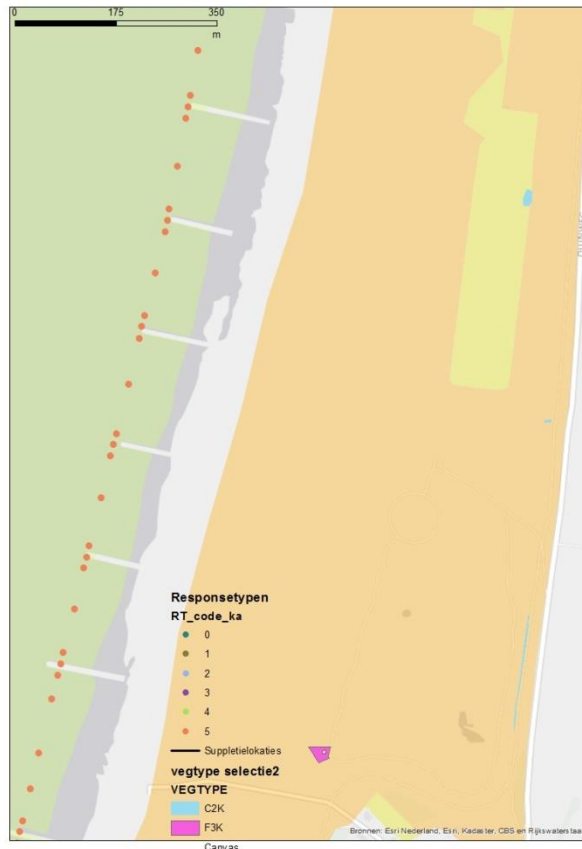 0 175 350
m
Responsetypen
RT_code_ka
0
1
2
3
4
5
Suppletielokaties
vegtype selectie2
VEGTYPE
C2K
F3K
Canvas
Bronnen: Esri Nederland, Esri, Kadaster, CBS en Rijkswaterstaat